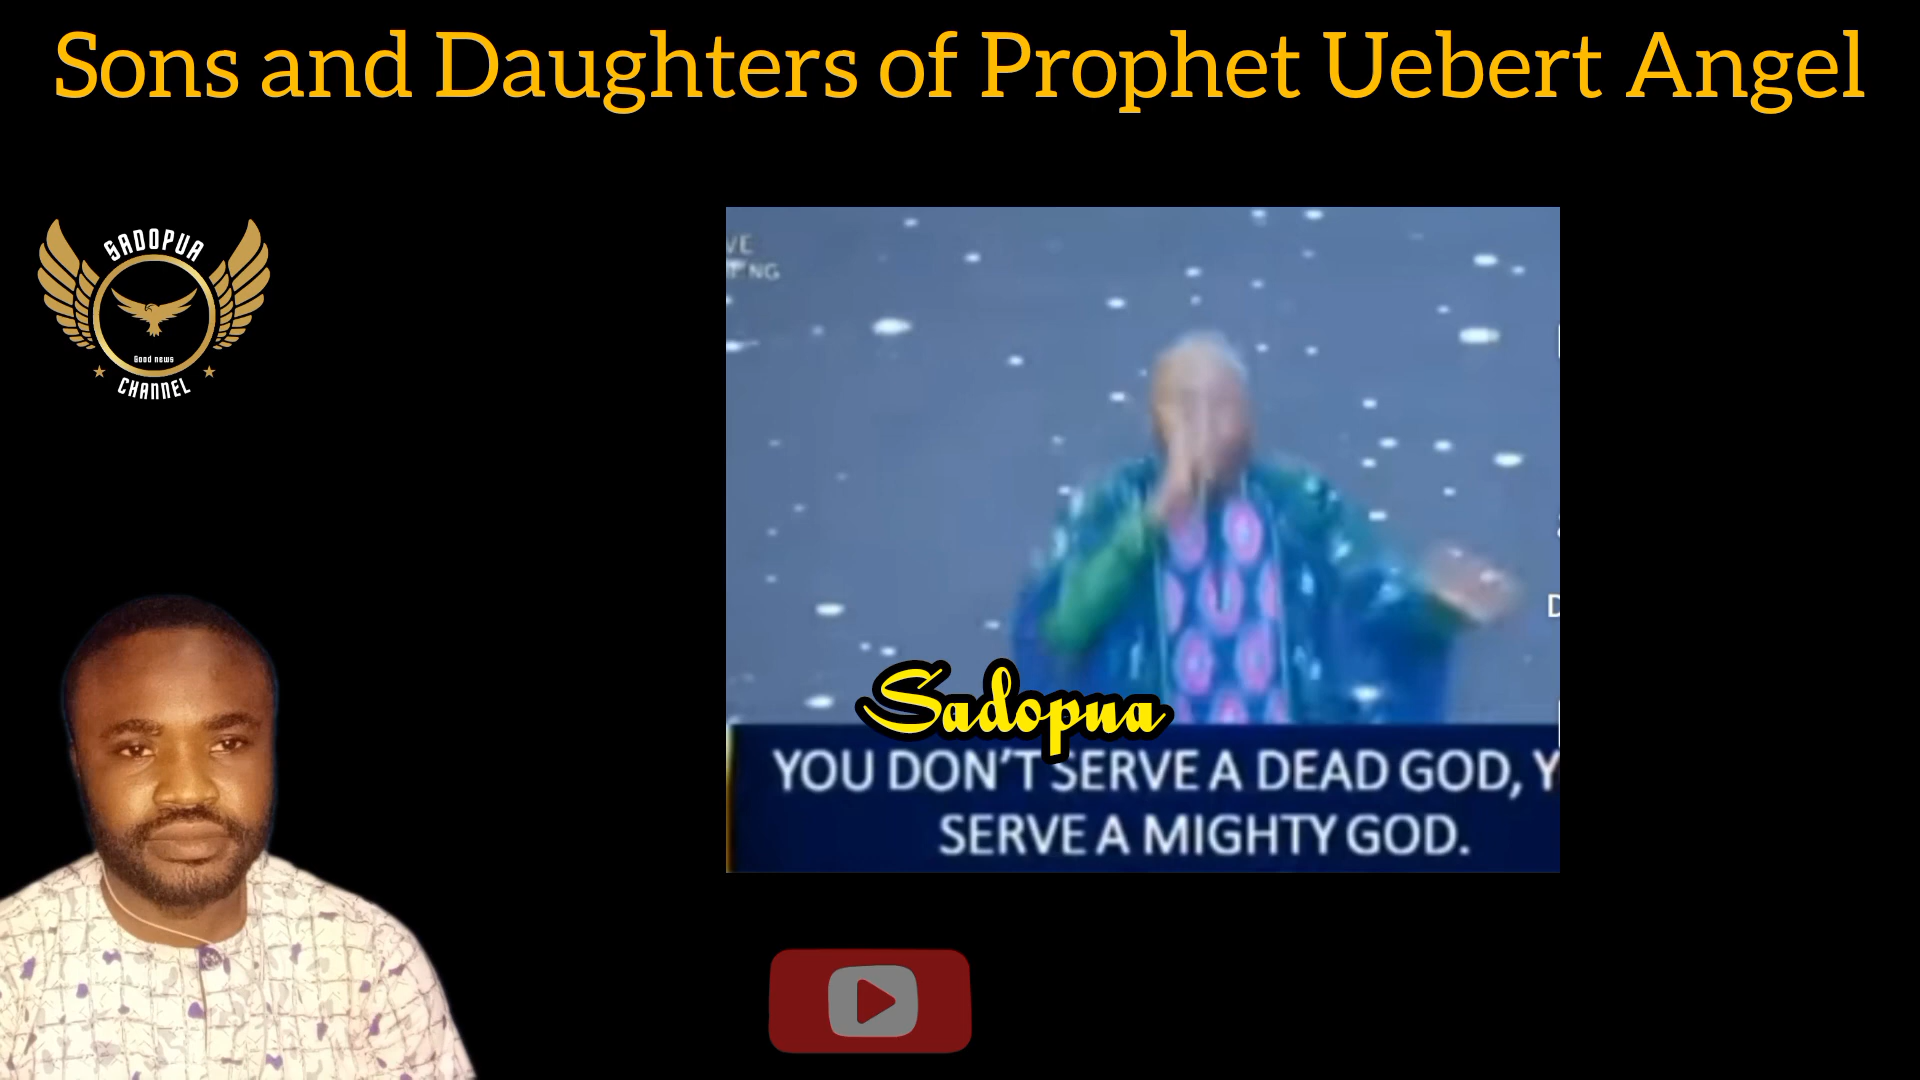 Sons and Daughters of Prophet Uebert Angel
SADOPUA
Good news
CHANNEL
Sadopua
YOU DON'T SERVE A DEAD GOD, Y
SERVE A MIGHTY GOD.